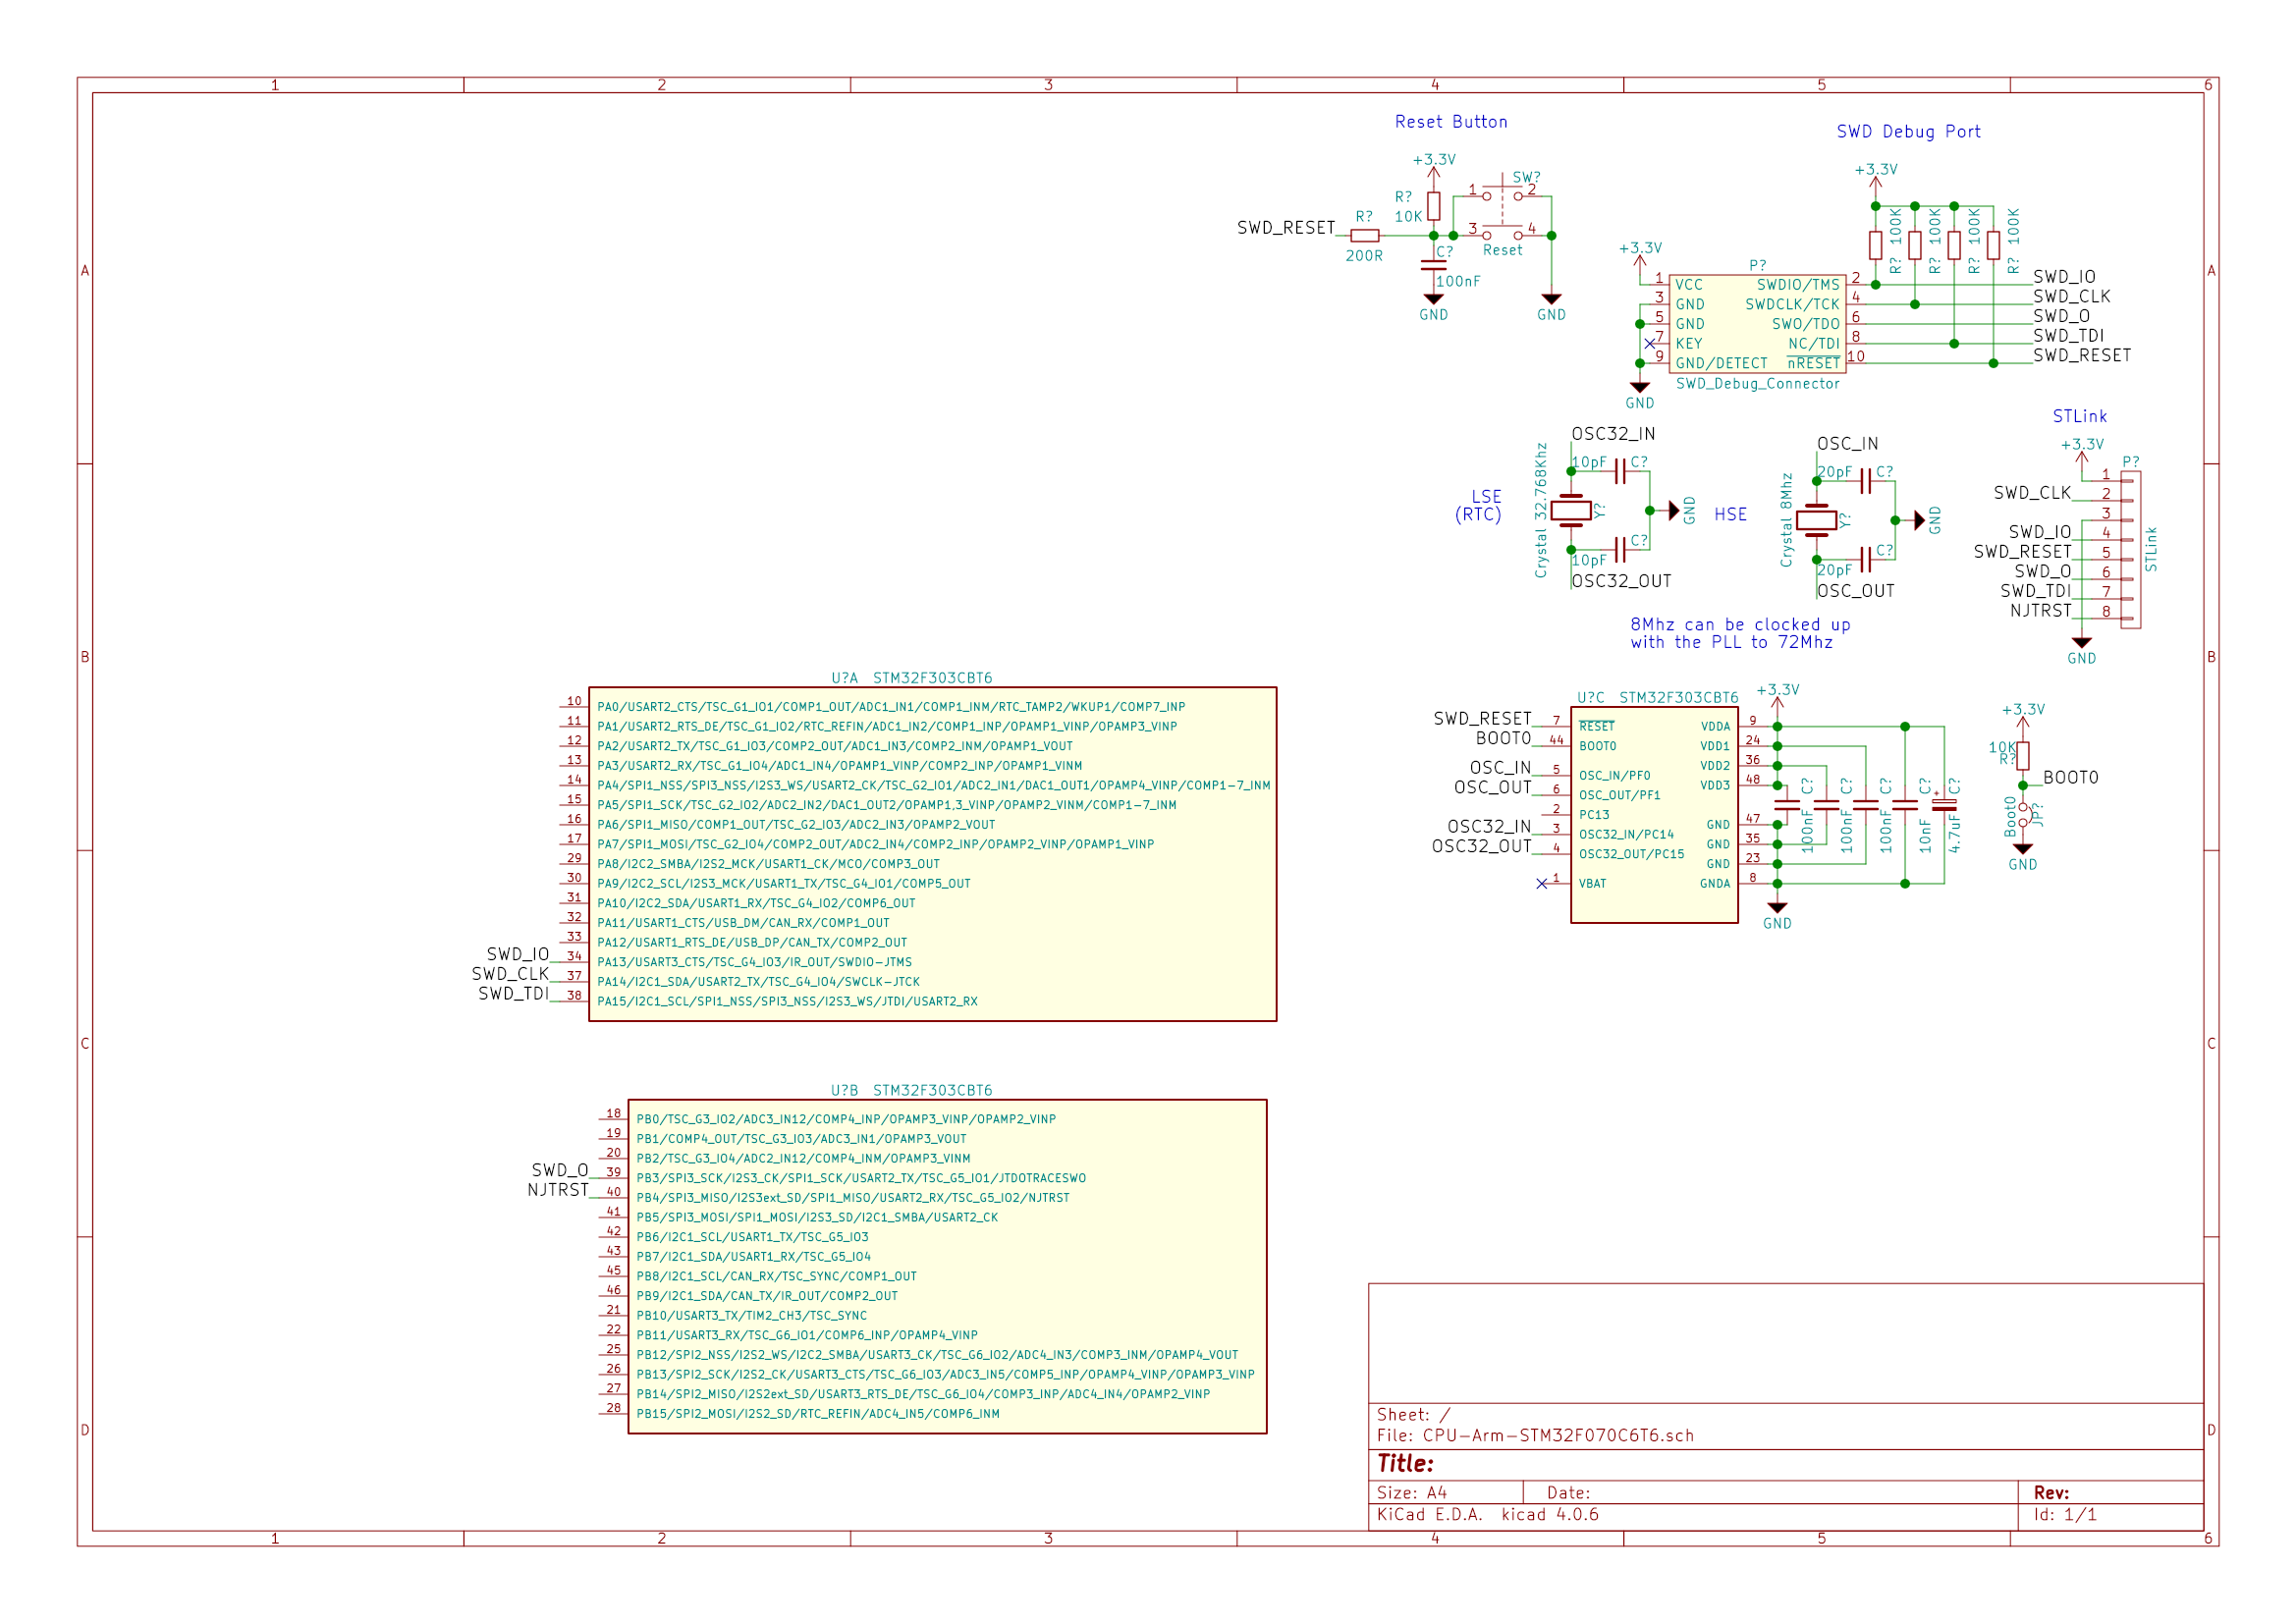 1 2 3 4 5 6
A
B
C
D
A
B
C
D
Reset Button
+3.3V
R?
10K
SW?
1
2
3
4
Reset
SWD_RESET
R?
200R
C?
100nF
GND
GND
SWD Debug Port
+3.3V
R? 100K
R? 100K
R? 100K
R? 100K
+3.3V
P?
1 VCC SWDIO/TMS 2 SWD_IO
3 GND SWDCLK/TCK 4 SWD_CLK
5 GND SWO/TDO 6 SWD_O
7 KEY NC/TDI 8 SWD_TDI
9 GND/DETECT nRESET 10 SWD_RESET
SWD_Debug_Connector
GND
LSE
(RTC)
OSC32_IN
10pF C?
Crystal 32.768Khz
Y?
GND
C?
10pF
OSC32_OUT
HSE
OSC_IN
20pF C?
Crystal 8Mhz
Y?
GND
C?
20pF
OSC_OUT
8Mhz can be clocked up
with the PLL to 72Mhz
STLink
+3.3V
P?
1
SWD_CLK 2
3
SWD_IO 4
SWD_RESET 5
SWD_O 6
SWD_TDI 7
NJTRST 8
STLink
GND
U?A STM32F303CBT6
10 PA0/USART2_CTS/TSC_G1_IO1/COMP1_OUT/ADC1_IN1/COMP1_INM/RTC_TAMP2/WKUP1/COMP7_INP
11 PA1/USART2_RTS_DE/TSC_G1_IO2/RTC_REFIN/ADC1_IN2/COMP1_INP/OPAMP1_VINP/OPAMP3_VINP
12 PA2/USART2_TX/TSC_G1_IO3/COMP2_OUT/ADC1_IN3/COMP2_INM/OPAMP1_VOUT
13 PA3/USART2_RX/TSC_G1_IO4/ADC1_IN4/OPAMP1_VINP/COMP2_INP/OPAMP1_VINM
14 PA4/SPI1_NSS/SPI3_NSS/I2S3_WS/USART2_CK/TSC_G2_IO1/ADC2_IN1/DAC1_OUT1/OPAMP4_VINP/COMP1-7_INM
15 PA5/SPI1_SCK/TSC_G2_IO2/ADC2_IN2/DAC1_OUT2/OPAMP1,3_VINP/OPAMP2_VINM/COMP1-7_INM
16 PA6/SPI1_MISO/COMP1_OUT/TSC_G2_IO3/ADC2_IN3/OPAMP2_VOUT
17 PA7/SPI1_MOSI/TSC_G2_IO4/COMP2_OUT/ADC2_IN4/COMP2_INP/OPAMP2_VINP/OPAMP1_VINP
29 PA8/I2C2_SMBA/I2S2_MCK/USART1_CK/MCO/COMP3_OUT
30 PA9/I2C2_SCL/I2S3_MCK/USART1_TX/TSC_G4_IO1/COMP5_OUT
31 PA10/I2C2_SDA/USART1_RX/TSC_G4_IO2/COMP6_OUT
32 PA11/USART1_CTS/USB_DM/CAN_RX/COMP1_OUT
33 PA12/USART1_RTS_DE/USB_DP/CAN_TX/COMP2_OUT
SWD_IO 34 PA13/USART3_CTS/TSC_G4_IO3/IR_OUT/SWDIO-JTMS
SWD_CLK 37 PA14/I2C1_SDA/USART2_TX/TSC_G4_IO4/SWCLK-JTCK
SWD_TDI 38 PA15/I2C1_SCL/SPI1_NSS/SPI3_NSS/I2S3_WS/JTDI/USART2_RX
U?C STM32F303CBT6
SWD_RESET 7 RESET
BOOT0 44 BOOT0
OSC_IN 5 OSC_IN/PF0
OSC_OUT 6 OSC_OUT/PF1
2 PC13
OSC32_IN 3 OSC32_IN/PC14
OSC32_OUT 4 OSC32_OUT/PC15
1 VBAT
+3.3V
VDDA 9
VDD1 24
VDD2 36
VDD3 48
GND 47
GND 35
GND 23
GNDA 8
GND
100nF C?
100nF C?
100nF C?
10nF C?
4.7uF C?
+3.3V
10K
R?
BOOT0
Boot0
JP?
GND
U?B STM32F303CBT6
18 PB0/TSC_G3_IO2/ADC3_IN12/COMP4_INP/OPAMP3_VINP/OPAMP2_VINP
19 PB1/COMP4_OUT/TSC_G3_IO3/ADC3_IN1/OPAMP3_VOUT
20 PB2/TSC_G3_IO4/ADC2_IN12/COMP4_INM/OPAMP3_VINM
SWD_O 39 PB3/SPI3_SCK/I2S3_CK/SPI1_SCK/USART2_TX/TSC_G5_IO1/JTDOTRACESWO
NJTRST 40 PB4/SPI3_MISO/I2S3ext_SD/SPI1_MISO/USART2_RX/TSC_G5_IO2/NJTRST
41 PB5/SPI3_MOSI/SPI1_MOSI/I2S3_SD/I2C1_SMBA/USART2_CK
42 PB6/I2C1_SCL/USART1_TX/TSC_G5_IO3
43 PB7/I2C1_SDA/USART1_RX/TSC_G5_IO4
45 PB8/I2C1_SCL/CAN_RX/TSC_SYNC/COMP1_OUT
46 PB9/I2C1_SDA/CAN_TX/IR_OUT/COMP2_OUT
21 PB10/USART3_TX/TIM2_CH3/TSC_SYNC
22 PB11/USART3_RX/TSC_G6_IO1/COMP6_INP/OPAMP4_VINP
25 PB12/SPI2_NSS/I2S2_WS/I2C2_SMBA/USART3_CK/TSC_G6_IO2/ADC4_IN3/COMP3_INM/OPAMP4_VOUT
26 PB13/SPI2_SCK/I2S2_CK/USART3_CTS/TSC_G6_IO3/ADC3_IN5/COMP5_INP/OPAMP4_VINP/OPAMP3_VINP
27 PB14/SPI2_MISO/I2S2ext_SD/USART3_RTS_DE/TSC_G6_IO4/COMP3_INP/ADC4_IN4/OPAMP2_VINP
28 PB15/SPI2_MOSI/I2S2_SD/RTC_REFIN/ADC4_IN5/COMP6_INM
Sheet: /
File: CPU-Arm-STM32F070C6T6.sch
Title:
Size: A4 Date: Rev:
KiCad E.D.A. kicad 4.0.6 Id: 1/1
1 2 3 4 5 6